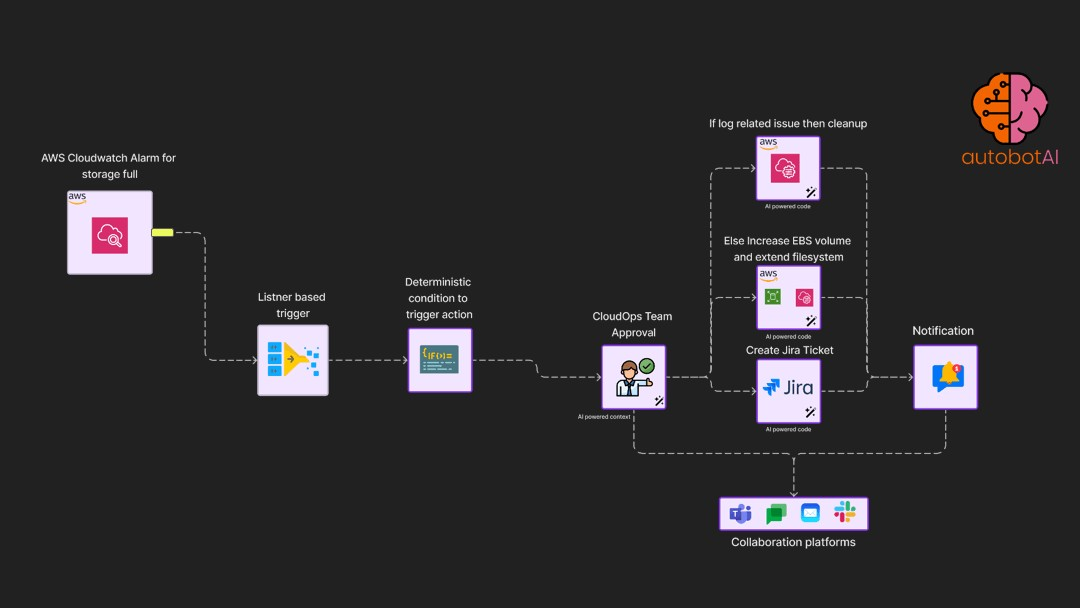 AWS Cloudwatch Alarm for
storage full
aws
Listner based
trigger
Deterministic
condition to
trigger action
{IF()=
CloudOps Team
Approval
AI powered context
If log related issue then cleanup
aws
AI powered code
Else Increase EBS volume
and extend filesystem
aws
AI powered code
Create Jira Ticket
Jira
AI powered code
Notification
T
Collaboration platforms
autobotAI